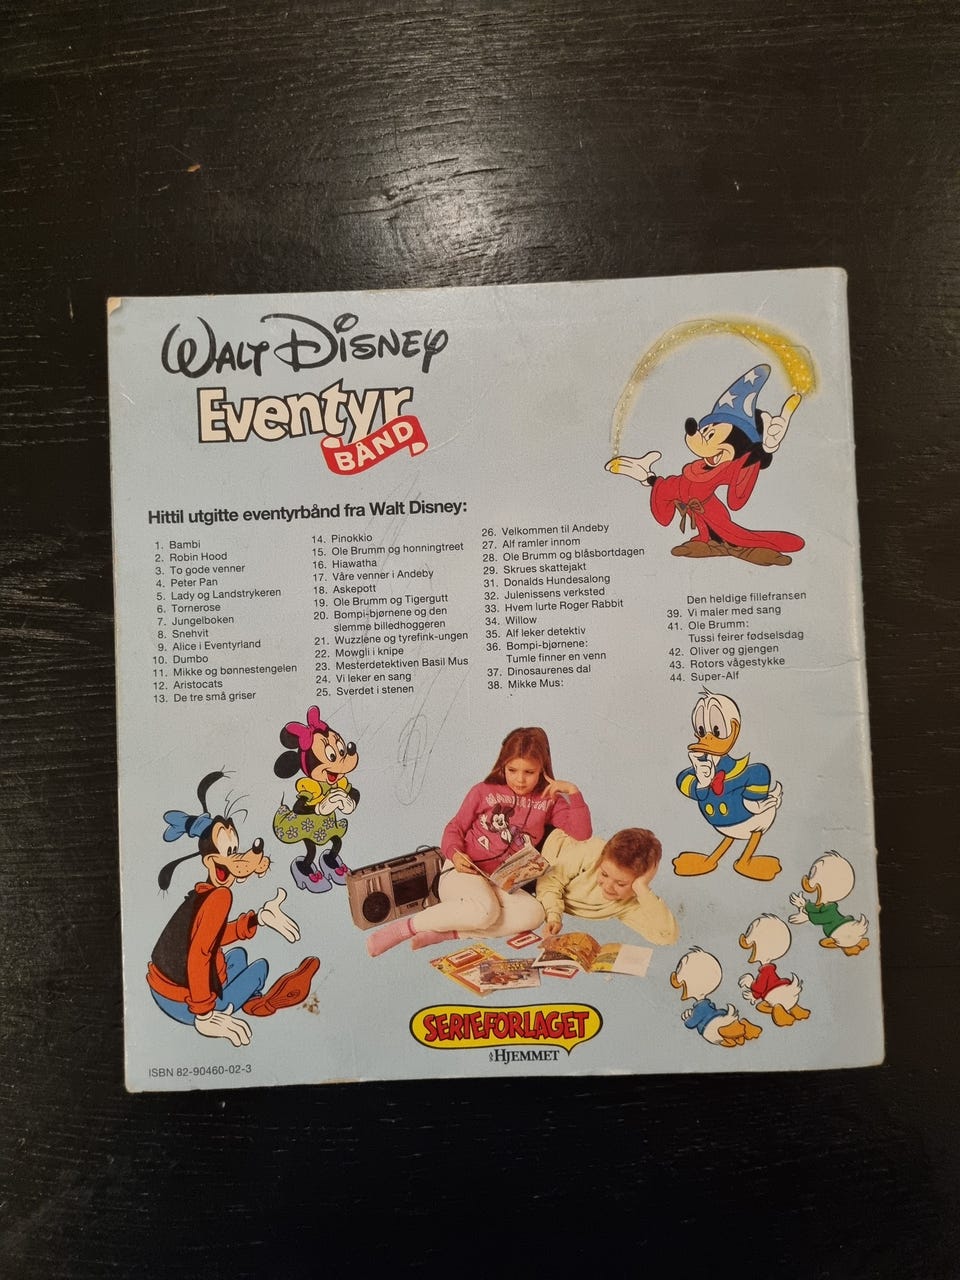 WALT DISNEY
Eventyr
BÅND
Hittil utgitte eventyrbånd fra Walt Disney:
1. Bambi
2. Robin Hood
3. To gode venner
4. Peter Pan
5. Lady og Landstrykeren
6. Tornerose
7. Jungelboken
8. Snehvit
9. Alice i Eventyrland
10. Dumbo
11. Mikke og bønnestengelen
12. Aristocats
13. De tre små griser
14. Pinokkio
15. Ole Brumm og honningtreet
16. Hiawatha
17. Våre venner i Andeby
18. Askepott
19. Ole Brumm og Tigergutt
20. Bompi-bjørnene og den
slemme billedhoggeren
21. Wuzzlene og tyrefink-ungen
22. Mowgli i knipe
23. Mesterdetektiven Basil Mus
24. Vi leker en sang
25. Sverdet i stenen
26. Velkommen til Andeby
27. Alf ramler innom
28. Ole Brumm og blåsbortdagen
29. Skrues skattejakt
31. Donalds Hundesalong
32. Julenissens verksted
33. Hvem lurte Roger Rabbit
34. Willow
35. Alf leker detektiv
36. Bompi-bjørnene:
Tumle finner en venn
37. Dinosaurenes dal
38. Mikke Mus:
Den heldige fillefransen
39. Vi maler med sang
41. Ole Brumm:
Tussi feirer fødselsdag
42. Oliver og gjengen
43. Rotors vågestykke
44. Super-Alf
SERIEFORLAGET
A/S HJEMMET
ISBN 82-90460-02-3